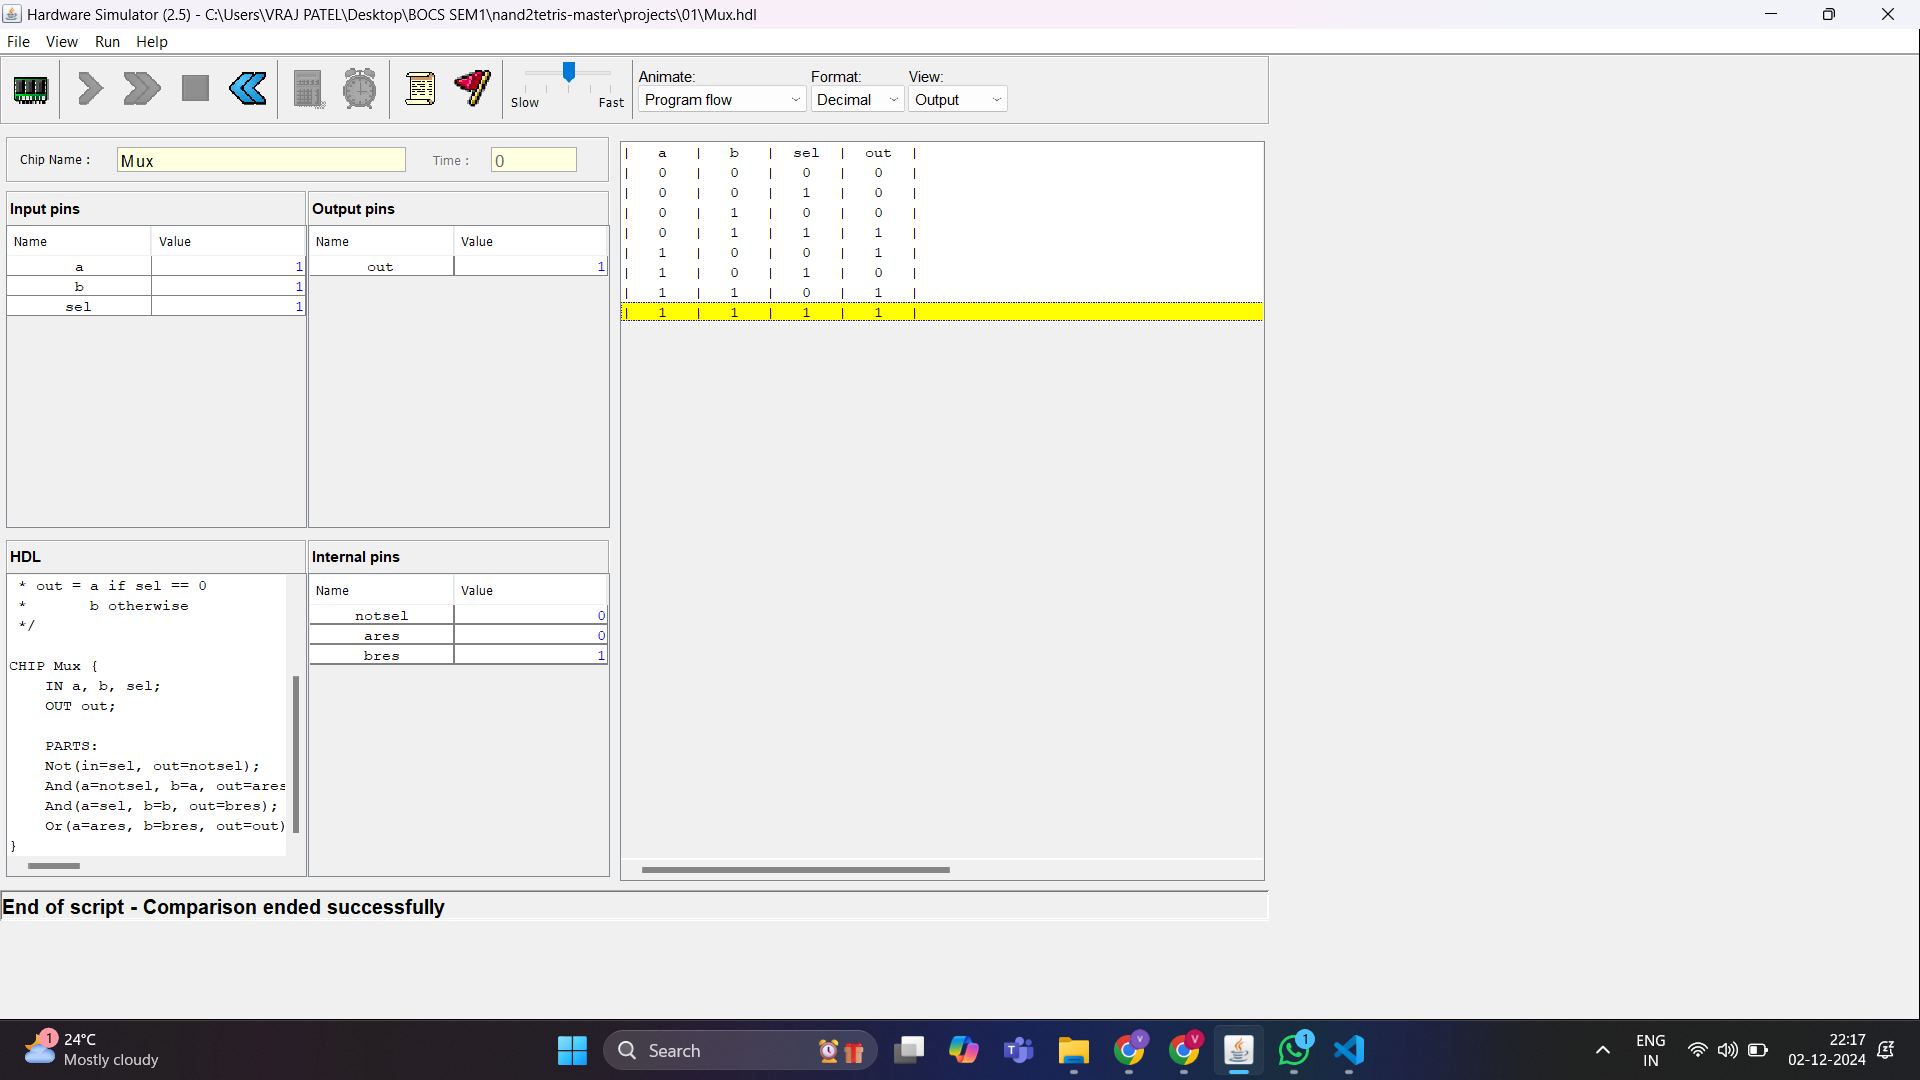 Hardware Simulator (2.5) - C:\Users\VRAJ PATEL\Desktop\BOCS SEM1\nand2tetris-master\projects\01\Mux.hdl
File View Run Help
Slow Fast
Animate: Format: View:
Program flow Decimal Output
Chip Name : Mux Time : 0
Input pins
Name Value
a 1
b 1
sel 1
Output pins
Name Value
out 1
HDL
* out = a if sel == 0
*       b otherwise
*/
CHIP Mux {
    IN a, b, sel;
    OUT out;
    PARTS:
    Not(in=sel, out=notsel);
    And(a=notsel, b=a, out=ares
    And(a=sel, b=b, out=bres);
    Or(a=ares, b=bres, out=out)
}
Internal pins
Name Value
notsel 0
ares 0
bres 1
| a | b | sel | out |
| 0 | 0 | 0 | 0 |
| 0 | 0 | 1 | 0 |
| 0 | 1 | 0 | 0 |
| 0 | 1 | 1 | 1 |
| 1 | 0 | 0 | 1 |
| 1 | 0 | 1 | 0 |
| 1 | 1 | 0 | 1 |
| 1 | 1 | 1 | 1 |
End of script - Comparison ended successfully
1
24°C
Mostly cloudy
Search
V
V
1
ENG
IN
22:17
02-12-2024